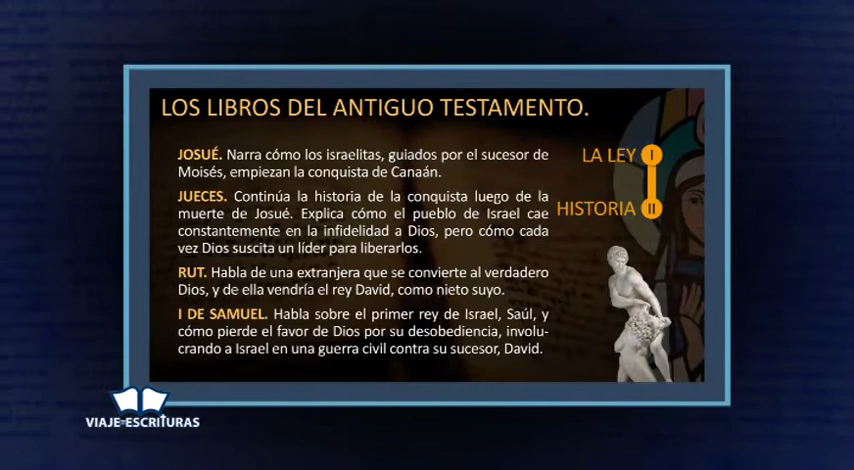 LOS LIBROS DEL ANTIGUO TESTAMENTO.
JOSUÉ. Narra cómo los israelitas, guiados por el sucesor de
Moisés, empiezan la conquista de Canaán.
JUECES. Continúa la historia de la conquista luego de la
muerte de Josué. Explica cómo el pueblo de Israel cae
constantemente en la infidelidad a Dios, pero cómo cada
vez Dios suscita un líder para liberarlos.
RUT. Habla de una extranjera que se convierte al verdadero
Dios, y de ella vendría el rey David, como nieto suyo.
I DE SAMUEL. Habla sobre el primer rey de Israel, Saúl, y
cómo pierde el favor de Dios por su desobediencia, involu-
crando a Israel en una guerra civil contra su sucesor, David.
LA LEY I
HISTORIA II
VIAJE ESCRITURAS